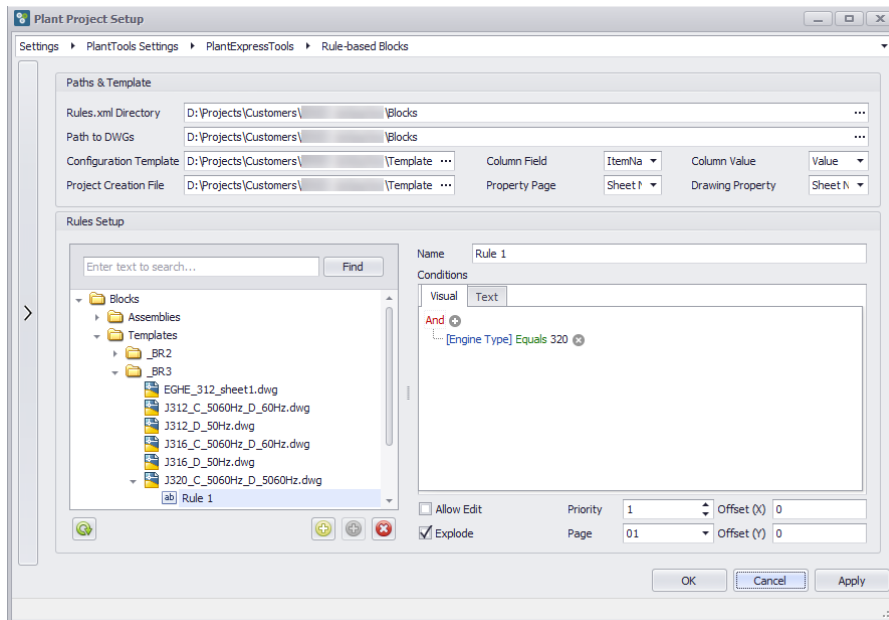 Plant Project Setup
Settings PlantTools Settings PlantExpressTools Rule-based Blocks
Paths & Template
Rules.xml Directory D:\Projects\Customers\ \Blocks ...
Path to DWGs D:\Projects\Customers\ \Blocks ...
Configuration Template D:\Projects\Customers\ \Template ... Column Field ItemNa Column Value Value
Project Creation File D:\Projects\Customers\ \Template ... Property Page Sheet N Drawing Property Sheet N
Rules Setup
Enter text to search... Find
Blocks
Assemblies
Templates
_BR2
_BR3
EGHE_312_sheet1.dwg
J312_C_5060Hz_D_60Hz.dwg
J312_D_50Hz.dwg
J316_C_5060Hz_D_60Hz.dwg
J316_D_50Hz.dwg
J320_C_5060Hz_D_5060Hz.dwg
ab Rule 1
Name Rule 1
Conditions
Visual Text
And
[Engine Type] Equals 320
Allow Edit Priority 1 Offset (X) 0
Explode Page 01 Offset (Y) 0
OK Cancel Apply